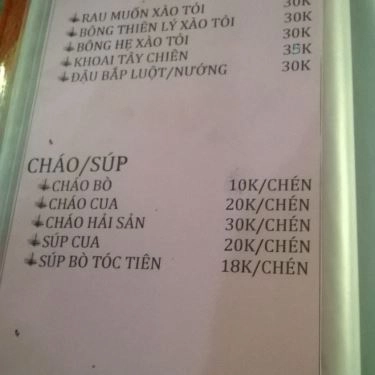 RAU MUỐN XÀO TỎI 30K
BÔNG THIÊN LÝ XÀO TỎI 30K
BÔNG HẸ XÀO TỎI 30K
KHOAI TÂY CHIÊN 35K
ĐẬU BẮP LUỘT/NƯỚNG 30K
CHÁO/SÚP
CHÁO BÒ 10K/CHÉN
CHÁO CUA 20K/CHÉN
CHÁO HẢI SẢN 30K/CHÉN
SÚP CUA 20K/CHÉN
SÚP BÒ TÓC TIÊN 18K/CHÉN